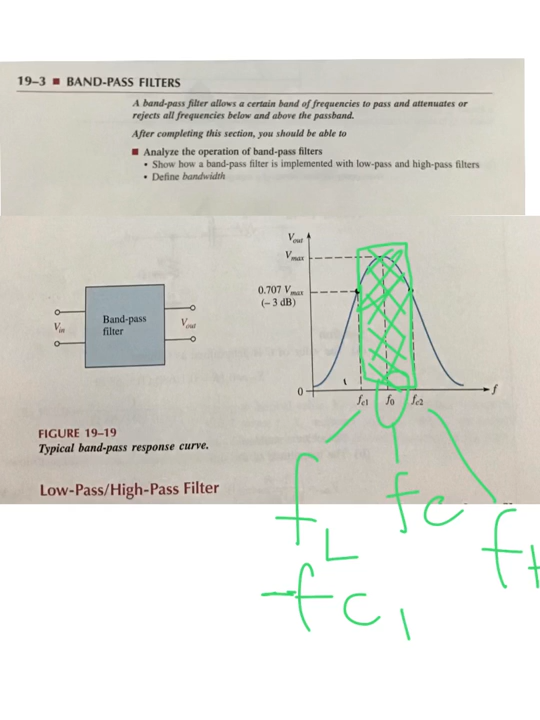 19–3 ■ BAND-PASS FILTERS
A band-pass filter allows a certain band of frequencies to pass and attenuates or
rejects all frequencies below and above the passband.
After completing this section, you should be able to
■ Analyze the operation of band-pass filters
• Show how a band-pass filter is implemented with low-pass and high-pass filters
• Define bandwidth
Vout
Vmax
0.707 Vmax
(– 3 dB)
0
fc1 f0 fc2
f
Vin
Band-pass
filter
Vout
FIGURE 19–19
Typical band-pass response curve.
Low-Pass/High-Pass Filter
fL
fc
fc1